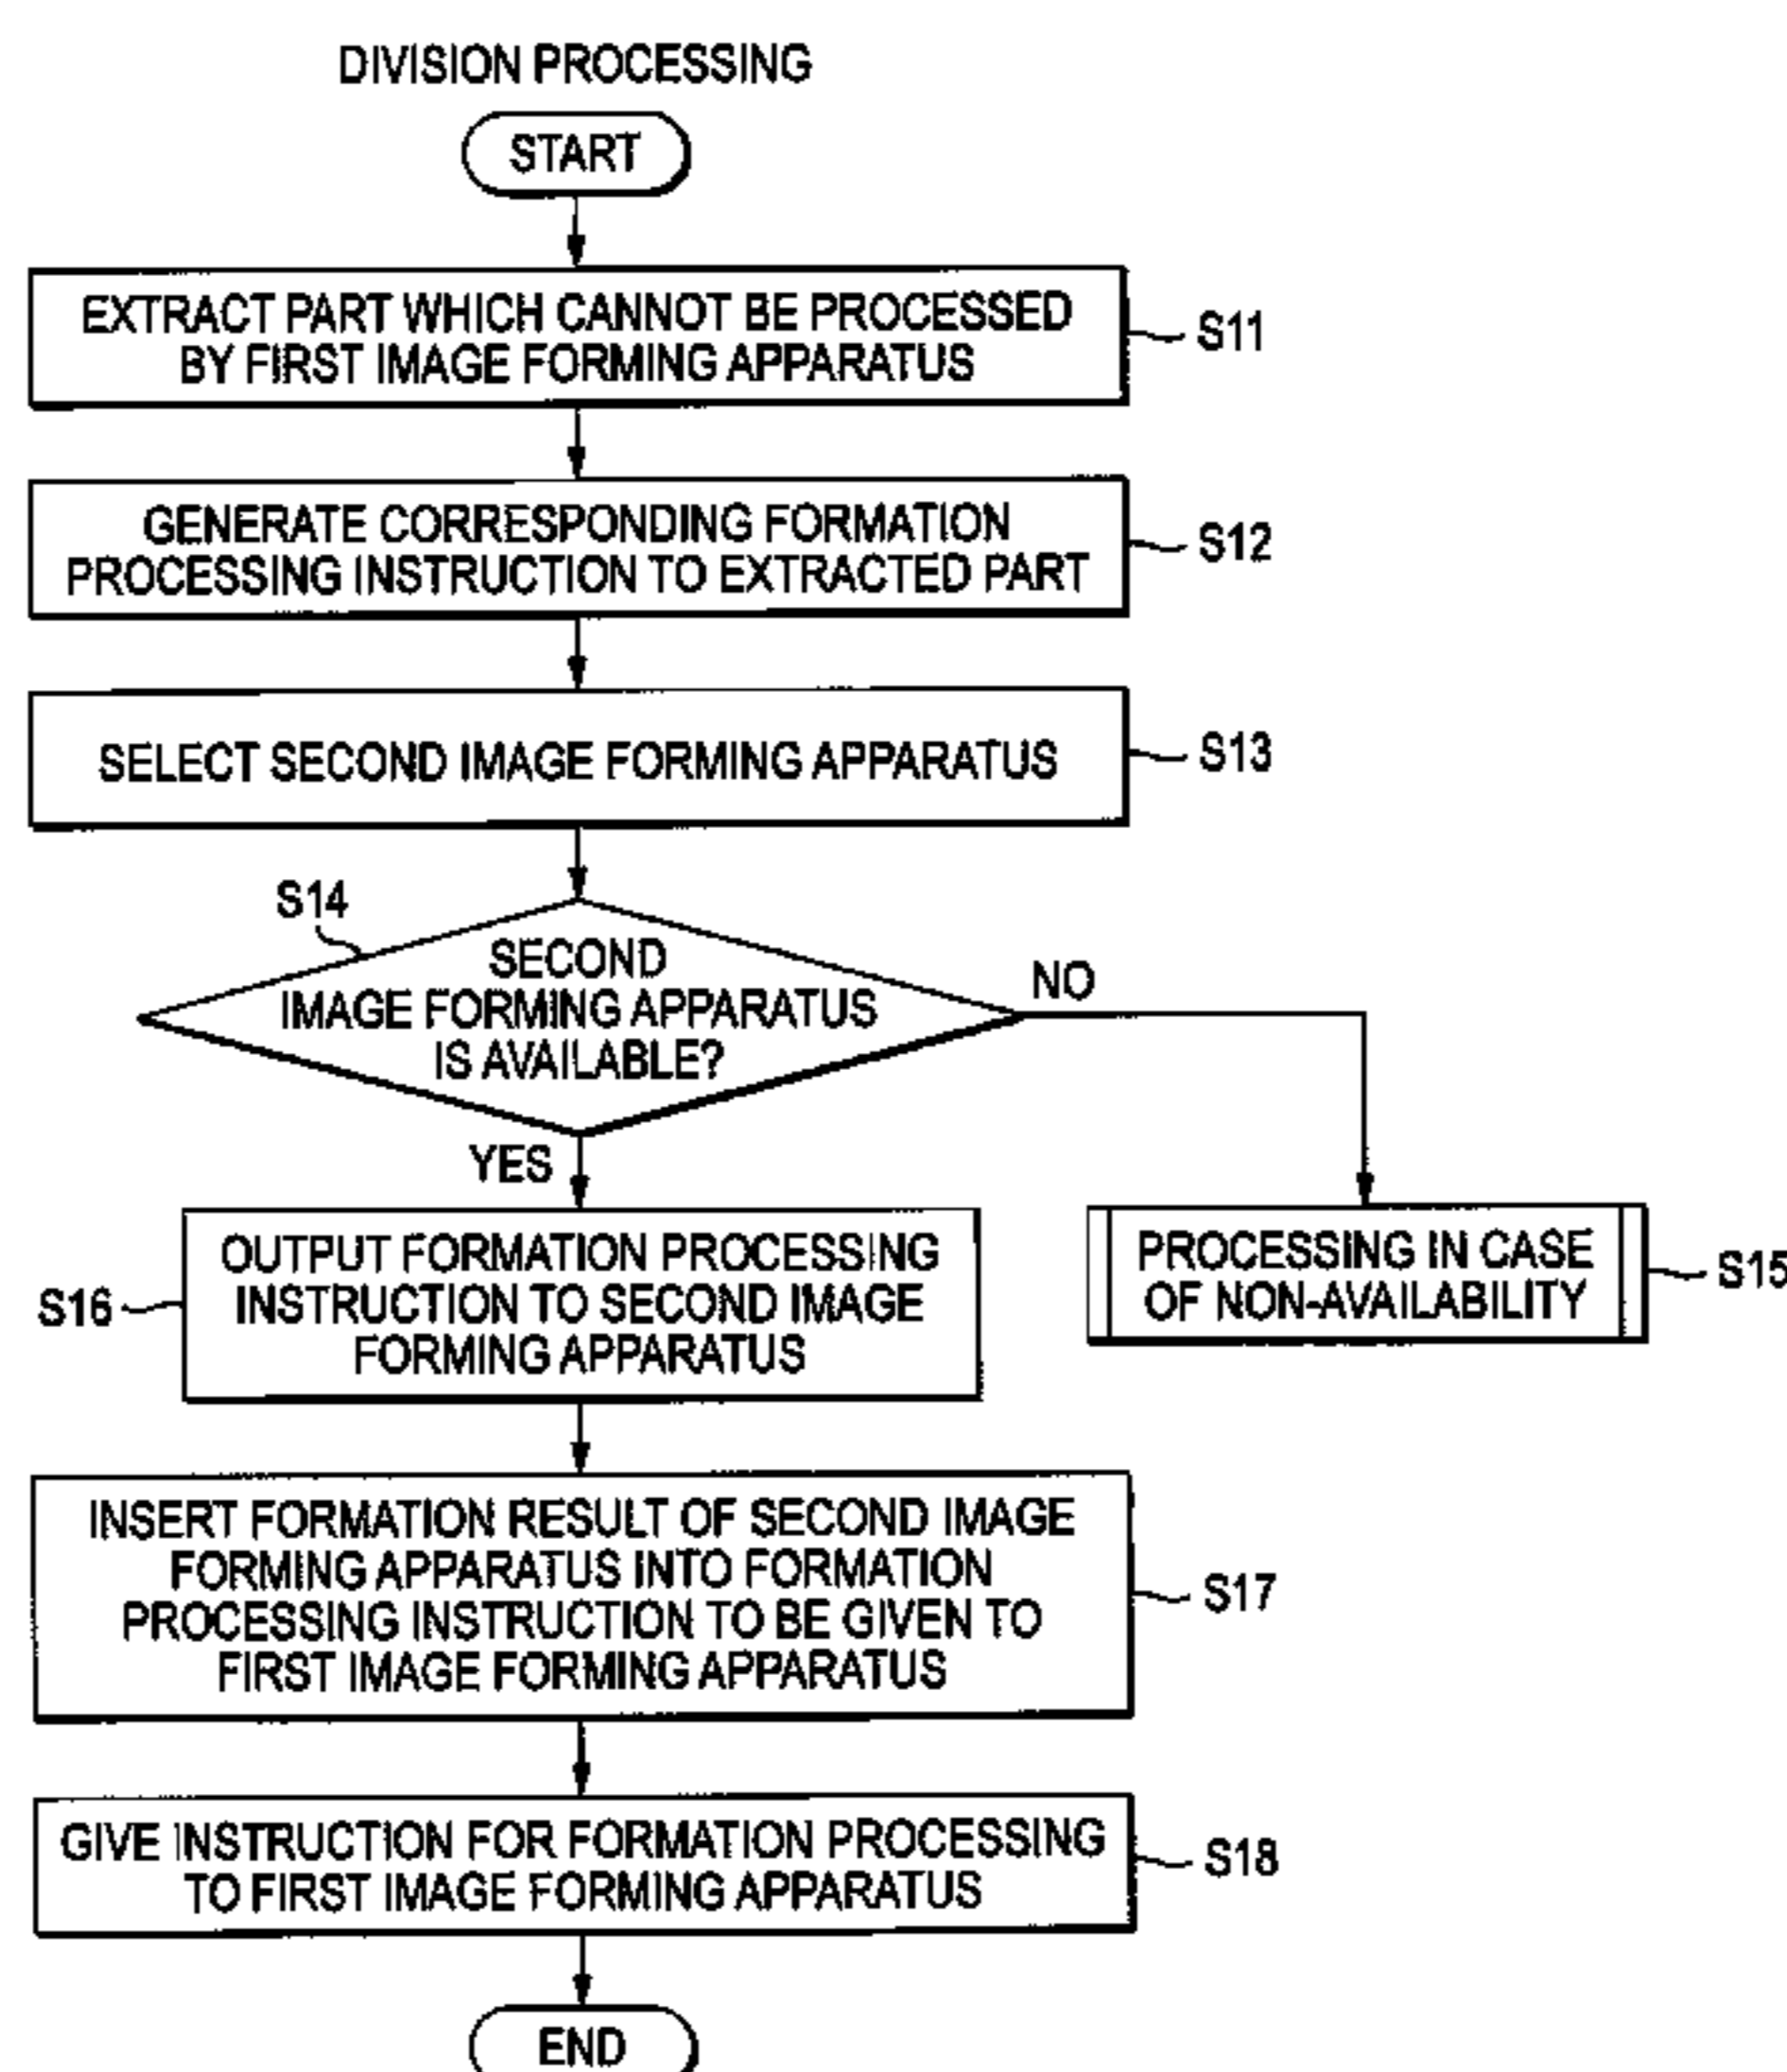 DIVISION PROCESSING
START
EXTRACT PART WHICH CANNOT BE PROCESSED
BY FIRST IMAGE FORMING APPARATUS
S11
GENERATE CORRESPONDING FORMATION
PROCESSING INSTRUCTION TO EXTRACTED PART
S12
SELECT SECOND IMAGE FORMING APPARATUS
S13
S14
SECOND
IMAGE FORMING APPARATUS
IS AVAILABLE?
NO
YES
OUTPUT FORMATION PROCESSING
INSTRUCTION TO SECOND IMAGE
FORMING APPARATUS
S16
PROCESSING IN CASE
OF NON-AVAILABILITY
S15
INSERT FORMATION RESULT OF SECOND IMAGE
FORMING APPARATUS INTO FORMATION
PROCESSING INSTRUCTION TO BE GIVEN TO
FIRST IMAGE FORMING APPARATUS
S17
GIVE INSTRUCTION FOR FORMATION PROCESSING
TO FIRST IMAGE FORMING APPARATUS
S18
END